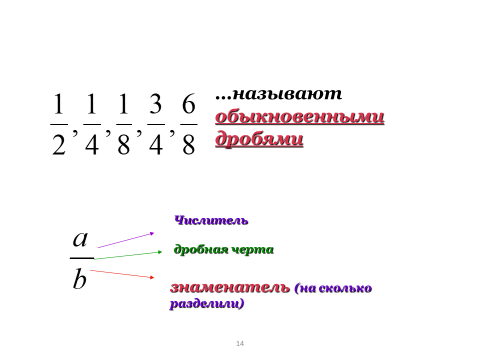 1/2, 1/4, 1/8, 3/4, 6/8
...называют
обыкновенными
дробями
a/b
Числитель
дробная черта
знаменатель (на сколько
разделили)
14